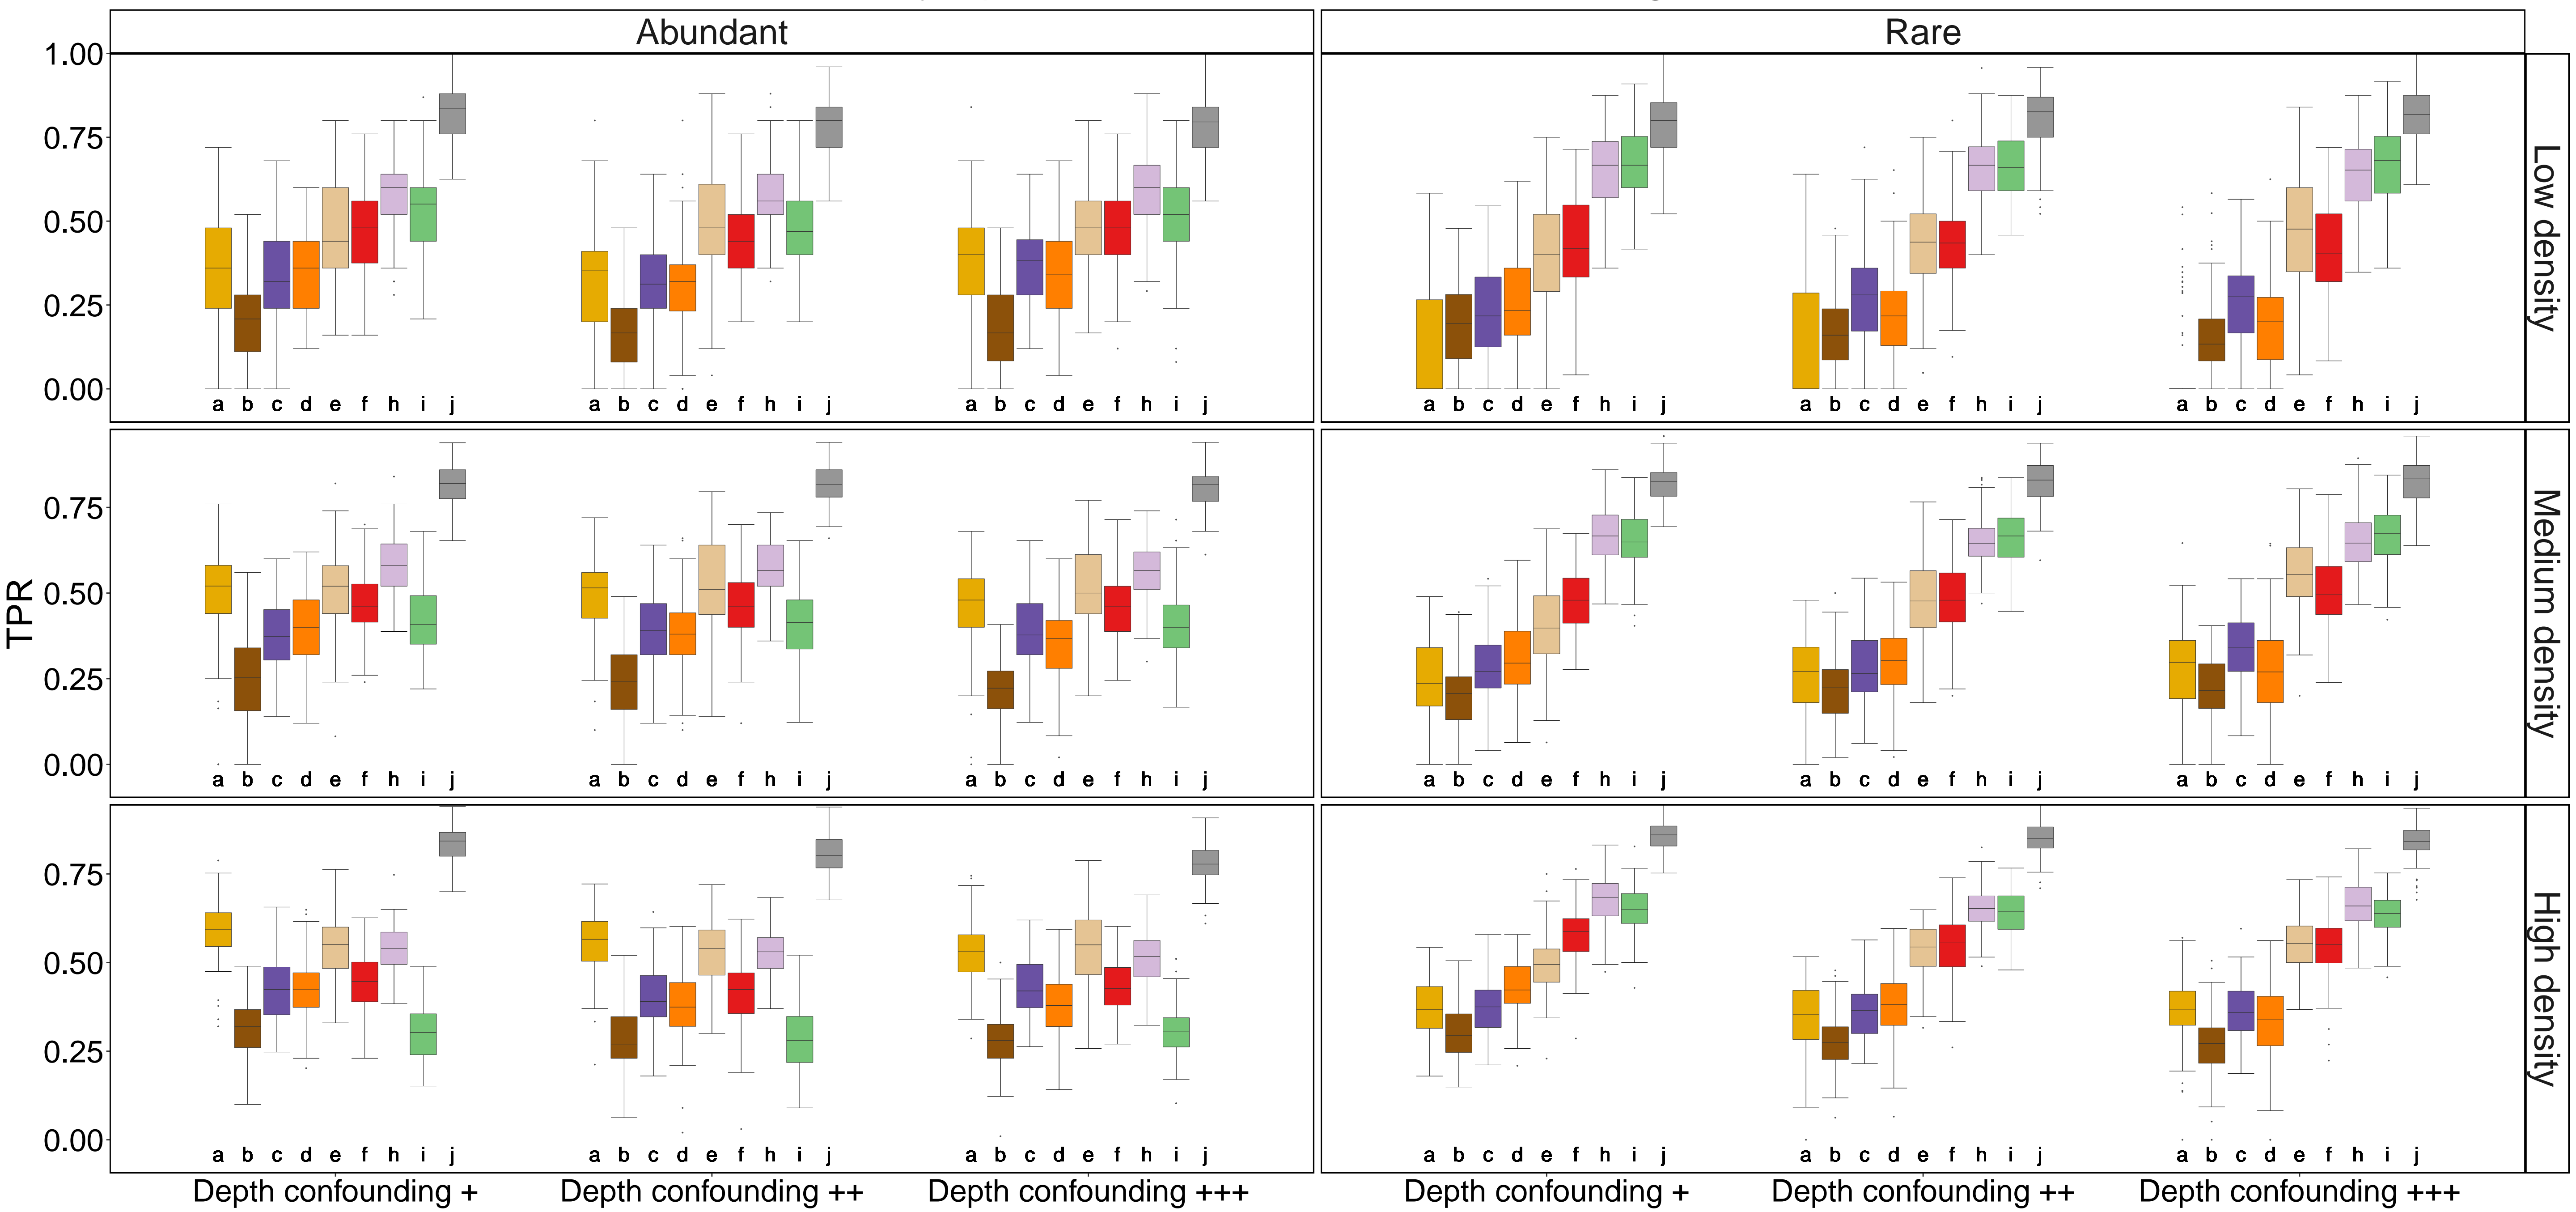 Abundant Rare
1.00
0.75
0.50
0.25
0.00
a b c d e f h i j a b c d e f h i j a b c d e f h i j a b c d e f h i j a b c d e f h i j a b c d e f h i j
Low density
0.75
0.50
0.25
0.00
a b c d e f h i j a b c d e f h i j a b c d e f h i j a b c d e f h i j a b c d e f h i j a b c d e f h i j
Medium density
TPR
0.75
0.50
0.25
0.00
a b c d e f h i j a b c d e f h i j a b c d e f h i j a b c d e f h i j a b c d e f h i j a b c d e f h i j
High density
Depth confounding + Depth confounding ++ Depth confounding +++ Depth confounding + Depth confounding ++ Depth confounding +++